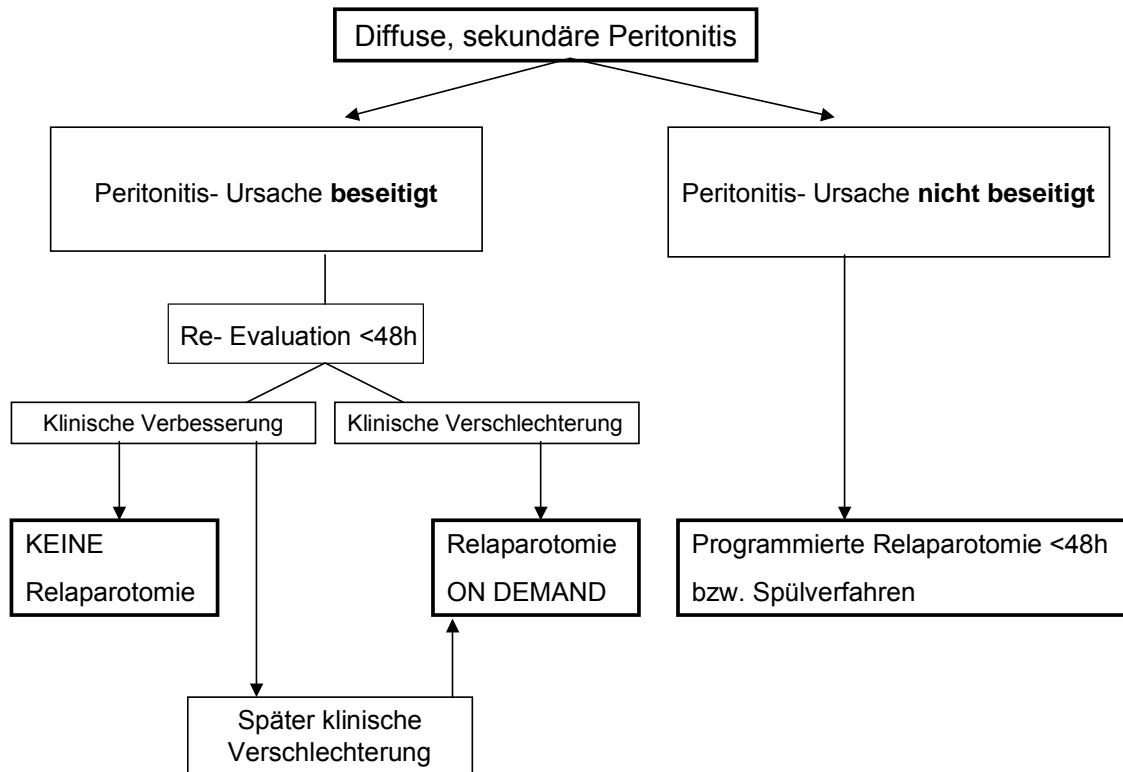 Diffuse, sekundäre Peritonitis
Peritonitis- Ursache beseitigt
Peritonitis- Ursache nicht beseitigt
Re- Evaluation <48h
Klinische Verbesserung
Klinische Verschlechterung
KEINE
Relaparotomie
Relaparotomie
ON DEMAND
Programmierte Relaparotomie <48h
bzw. Spülverfahren
Später klinische
Verschlechterung